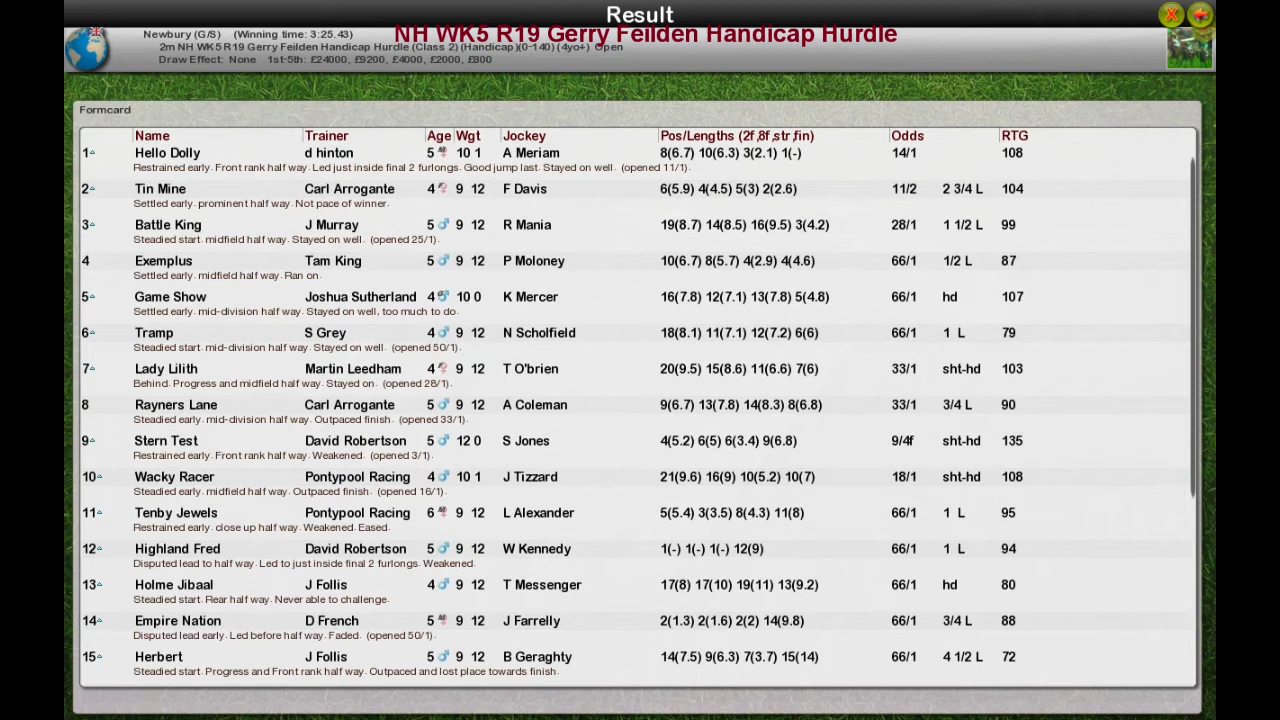 Result
NH WK5 R19 Gerry Feilden Handicap Hurdle
Newbury (G/S) (Winning time: 3:25.43)
2m NH WK5 R19 Gerry Feilden Handicap Hurdle (Class 2) (Handicap)(0-140) (4yo+) Open
Draw Effect: None 1st-5th: £24000, £9200, £4000, £2000, £800
Formcard
Name Trainer Age Wgt Jockey Pos/Lengths (2f,8f,str,fin) Odds RTG
1 Hello Dolly d hinton 5 10 1 A Meriam 8(6.7) 10(6.3) 3(2.1) 1(-) 14/1 108
Restrained early. Front rank half way. Led just inside final 2 furlongs. Good jump last. Stayed on well. (opened 11/1).
2 Tin Mine Carl Arrogante 4 9 12 F Davis 6(5.9) 4(4.5) 5(3) 2(2.6) 11/2 2 3/4 L 104
Settled early. prominent half way. Not pace of winner.
3 Battle King J Murray 5 9 12 R Mania 19(8.7) 14(8.5) 16(9.5) 3(4.2) 28/1 1 1/2 L 99
Steadied start. midfield half way. Stayed on well. (opened 25/1).
4 Exemplus Tam King 5 9 12 P Moloney 10(6.7) 8(5.7) 4(2.9) 4(4.6) 66/1 1/2 L 87
Settled early. midfield half way. Ran on.
5 Game Show Joshua Sutherland 4 10 0 K Mercer 16(7.8) 12(7.1) 13(7.8) 5(4.8) 66/1 hd 107
Settled early. mid-division half way. Stayed on well, too much to do.
6 Tramp S Grey 4 9 12 N Scholfield 18(8.1) 11(7.1) 12(7.2) 6(6) 66/1 1 L 79
Steadied start. mid-division half way. Stayed on well. (opened 50/1).
7 Lady Lilith Martin Leedham 4 9 12 T O'brien 20(9.5) 15(8.6) 11(6.6) 7(6) 33/1 sht-hd 103
Behind. Progress and midfield half way. Stayed on. (opened 28/1).
8 Rayners Lane Carl Arrogante 5 9 12 A Coleman 9(6.7) 13(7.8) 14(8.3) 8(6.8) 33/1 3/4 L 90
Steadied early. mid-division half way. Outpaced finish. (opened 33/1).
9 Stern Test David Robertson 5 12 0 S Jones 4(5.2) 6(5) 6(3.4) 9(6.8) 9/4f sht-hd 135
Restrained early. Front rank half way. Weakened. (opened 3/1).
10 Wacky Racer Pontypool Racing 4 10 1 J Tizzard 21(9.6) 16(9) 10(5.2) 10(7) 18/1 sht-hd 108
Steadied early. midfield half way. Outpaced finish. (opened 16/1).
11 Tenby Jewels Pontypool Racing 6 9 12 L Alexander 5(5.4) 3(3.5) 8(4.3) 11(8) 66/1 1 L 95
Restrained early. close up half way. Weakened. Eased.
12 Highland Fred David Robertson 5 9 12 W Kennedy 1(-) 1(-) 1(-) 12(9) 66/1 1 L 94
Disputed lead to half way. Led to just inside final 2 furlongs. Weakened.
13 Holme Jibaal J Follis 4 9 12 T Messenger 17(8) 17(10) 19(11) 13(9.2) 66/1 hd 80
Steadied start. Rear half way. Never able to challenge.
14 Empire Nation D French 5 9 12 J Farrelly 2(1.3) 2(1.6) 2(2) 14(9.8) 66/1 3/4 L 88
Disputed lead early. Led before half way. Faded. (opened 50/1).
15 Herbert J Follis 5 9 12 B Geraghty 14(7.5) 9(6.3) 7(3.7) 15(14) 66/1 4 1/2 L 72
Steadied start. Progress and Front rank half way. Outpaced and lost place towards finish.